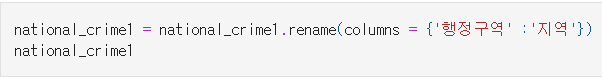 national_crime1 = national_crime1.rename(columns = {'행정구역' :'지역'})
national_crime1